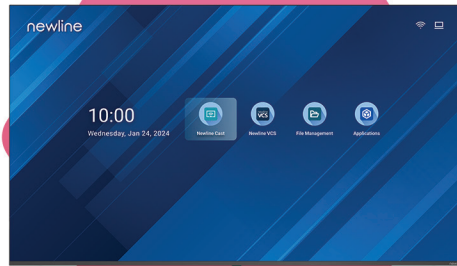 newline
10:00
Wednesday, Jan 24, 2024
Newline Cast
VCS
Newline VCS
File Management
Applications